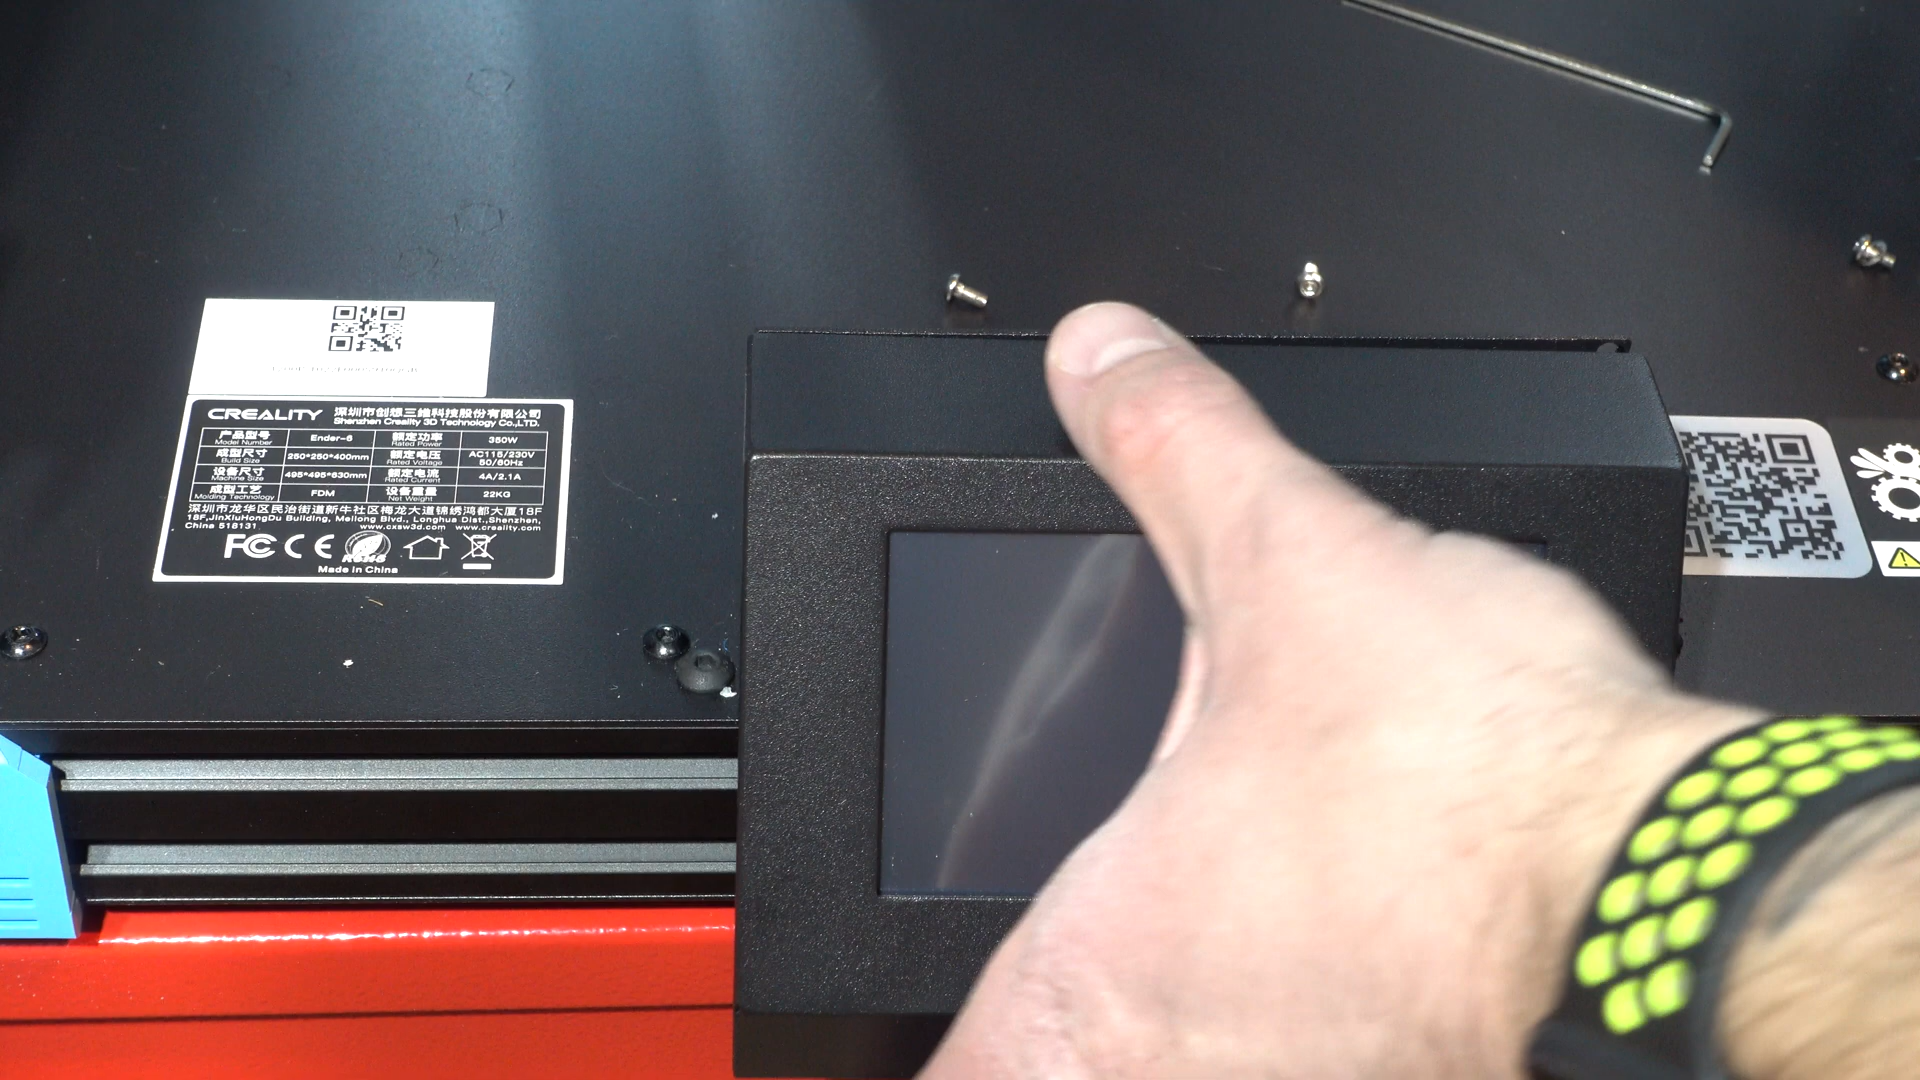 CREALITY 深圳市创想三维科技股份有限公司
Shenzhen Creality 3D Technology Co.,LTD.
产品型号 Ender-6 额定功率 350W
Model Number Rated Power
成型尺寸 250*250*400mm 额定电压 AC115/230V
Build Size Rated Voltage 50/60Hz
设备尺寸 495*495*630mm 额定电流 4A/2.1A
Machine Size Rated Current
成型工艺 FDM 设备重量 22KG
Molding Technology Net Weight
深圳市龙华区民治街道新牛社区梅龙大道锦绣鸿都大厦18F
18F,JinXiuHongDu Building, Meilong Blvd., Longhua Dist.,Shenzhen,
China 518131 www.cxsw3d.com www.creality.com
FC CE RoHS
Made in China